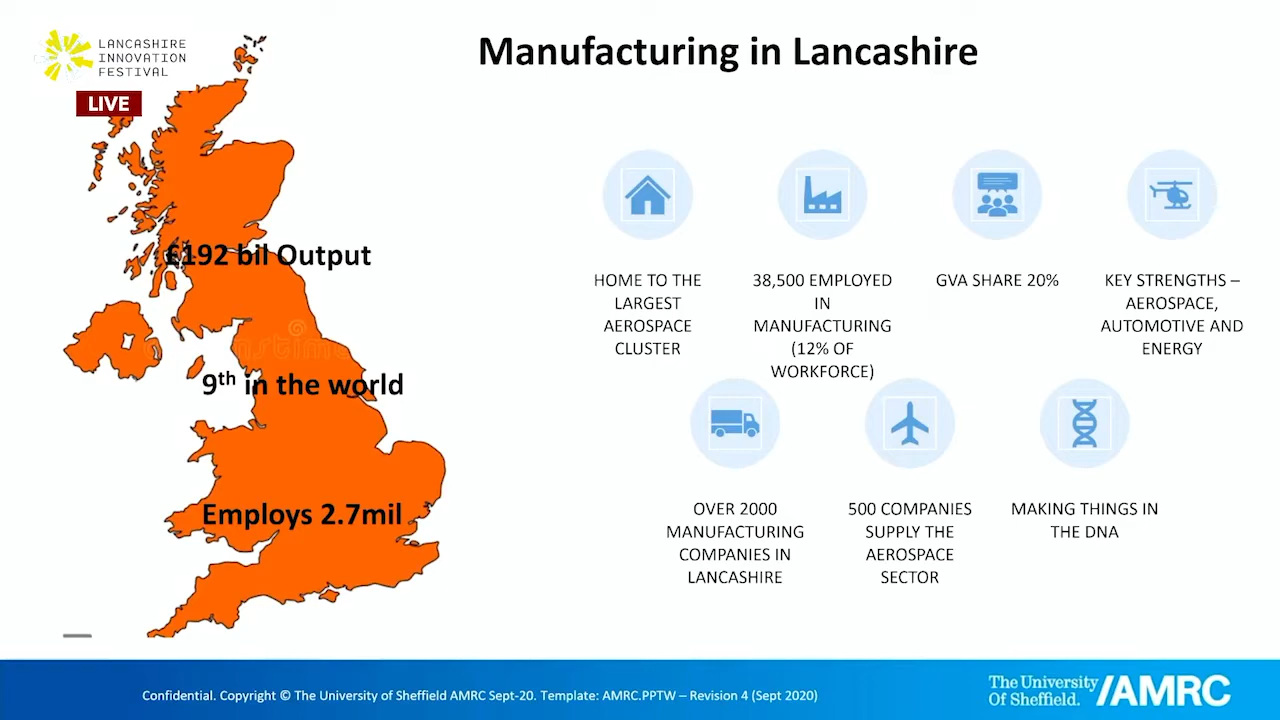 LANCASHIRE
INNOVATION
FESTIVAL
LIVE
Manufacturing in Lancashire
£192 bil Output
9th in the world
Employs 2.7mil
HOME TO THE
LARGEST
AEROSPACE
CLUSTER
38,500 EMPLOYED
IN
MANUFACTURING
(12% OF
WORKFORCE)
GVA SHARE 20%
KEY STRENGTHS –
AEROSPACE,
AUTOMOTIVE AND
ENERGY
OVER 2000
MANUFACTURING
COMPANIES IN
LANCASHIRE
500 COMPANIES
SUPPLY THE
AEROSPACE
SECTOR
MAKING THINGS IN
THE DNA
Confidential. Copyright © The University of Sheffield AMRC Sept-20. Template: AMRC.PPTW – Revision 4 (Sept 2020)
The University
Of Sheffield.
AMRC